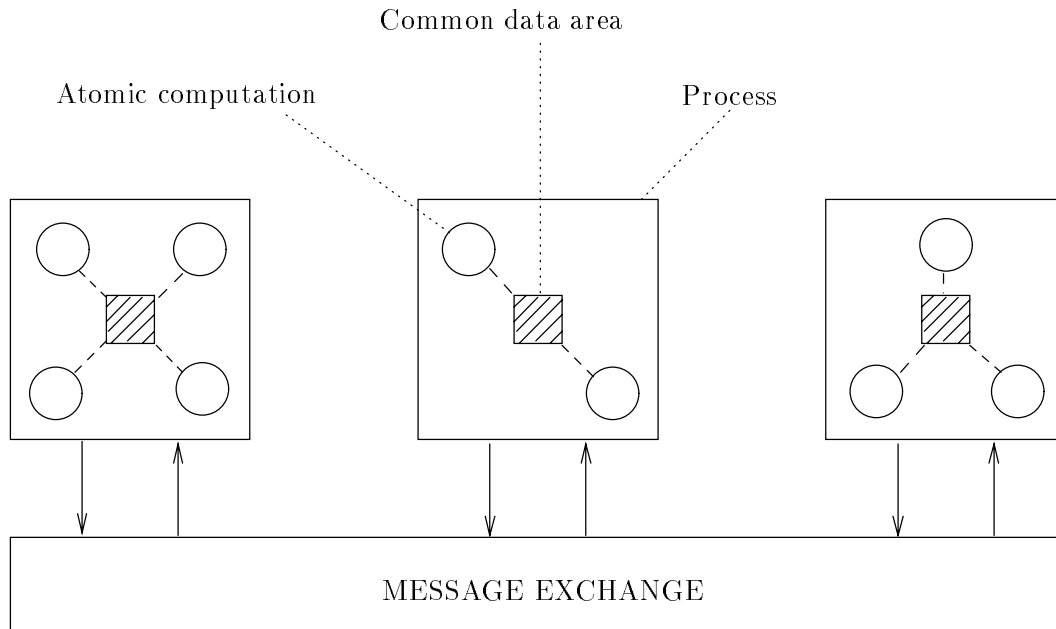 Common data area
Atomic computation
Process
MESSAGE EXCHANGE